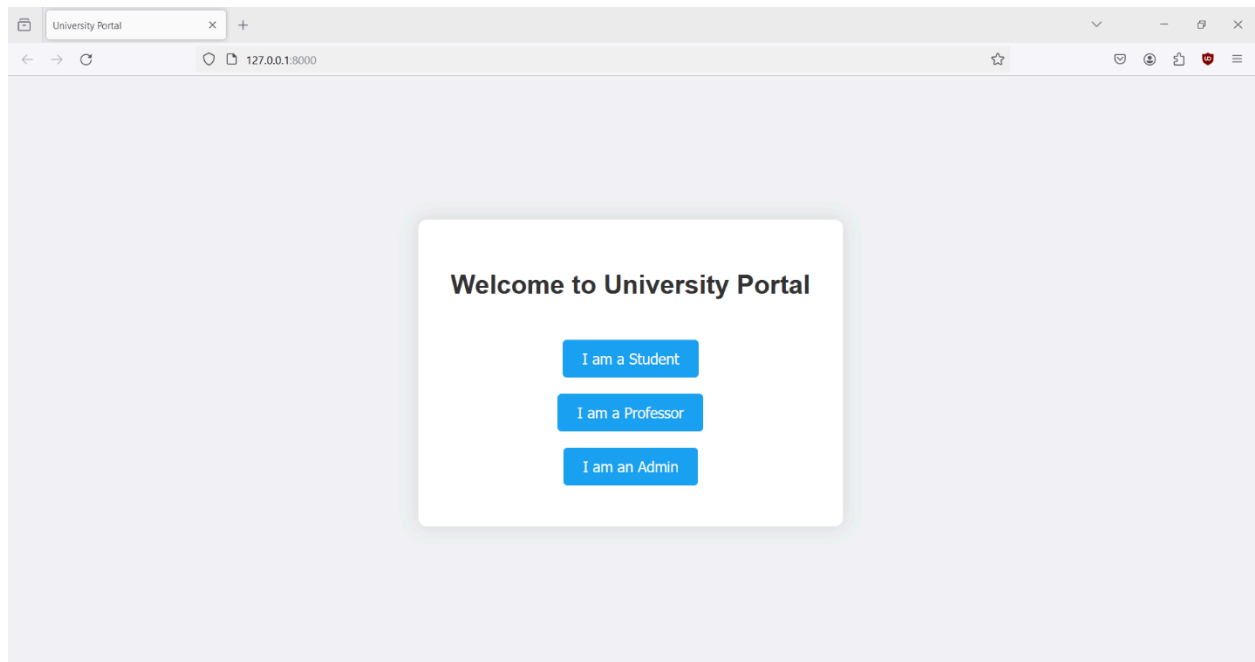 University Portal
127.0.0.1:8000
Welcome to University Portal
I am a Student
I am a Professor
I am an Admin